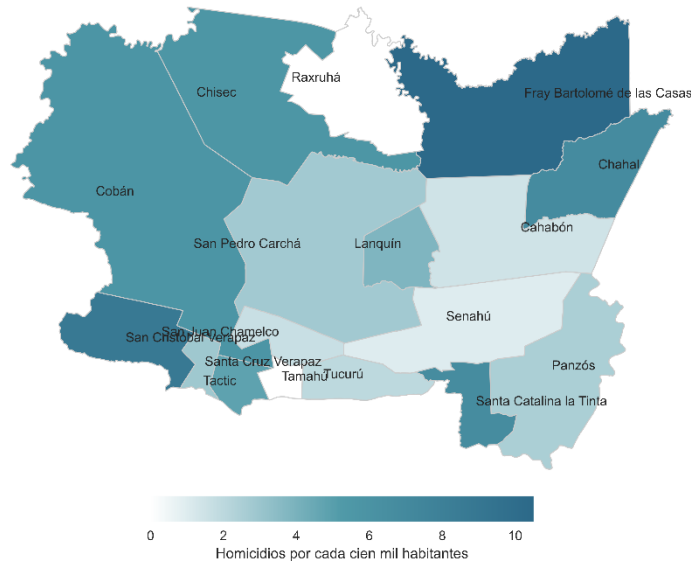 Raxruhá
Chisec
Fray Bartolomé de las Casas
Chahal
Cobán
Cahabón
San Pedro Carchá
Lanquín
Senahú
San Juan Chamelco
San Cristóbal Verapaz
Santa Cruz Verapaz
Panzós
Tactic
Tamahú
Tucurú
Santa Catalina la Tinta
0 2 4 6 8 10
Homicidios por cada cien mil habitantes